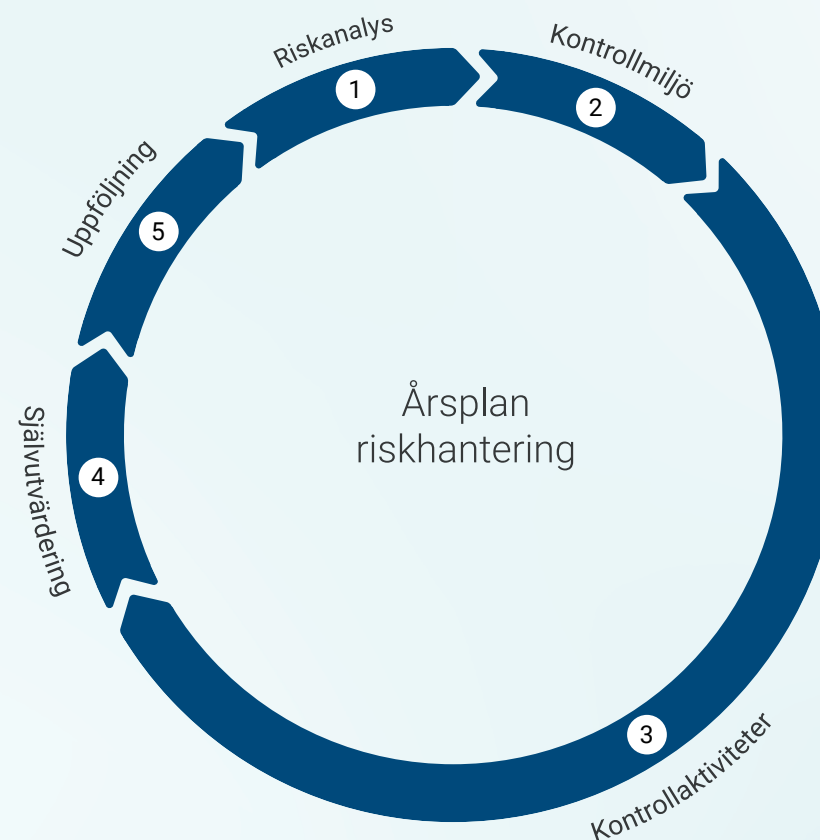 Riskanalys
1
Kontrollmiljö
2
Kontrollaktiviteter
3
Självutvärdering
4
Uppföljning
5
Årsplan
riskhantering